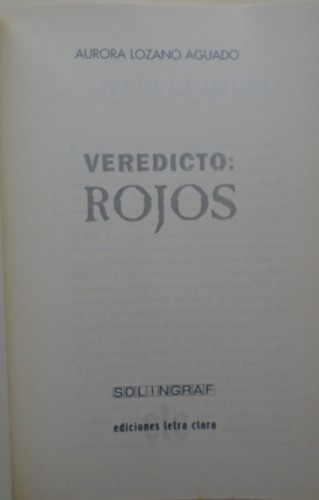 AURORA LOZANO AGUADO
VEREDICTO:
ROJOS
SOLINGRAF
ediciones letra clara